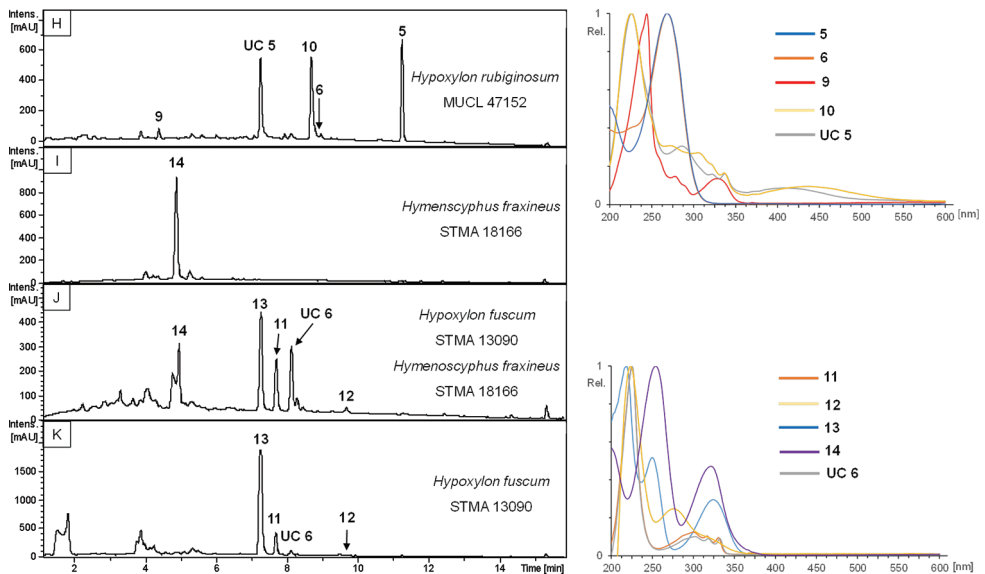 Intens.
[mAU]
H
600
400
200
0
9
UC 5
10
6
5
Hypoxylon rubiginosum
MUCL 47152
Intens.
[mAU]
I
800
600
400
200
0
14
Hymenscyphus fraxineus
STMA 18166
Intens.
[mAU]
J
400
300
200
100
0
14
13
11
UC 6
12
Hypoxylon fuscum
STMA 13090
Hymenoscyphus fraxineus
STMA 18166
Intens.
[mAU]
K
1500
1000
500
0
13
11
UC 6
12
Hypoxylon fuscum
STMA 13090
2 4 6 8 10 12 14 Time [min]
1
Rel.
0
5
6
9
10
UC 5
200 250 300 350 400 450 500 550 600 [nm]
1
Rel.
0
11
12
13
14
UC 6
200 250 300 350 400 450 500 550 600 [nm]